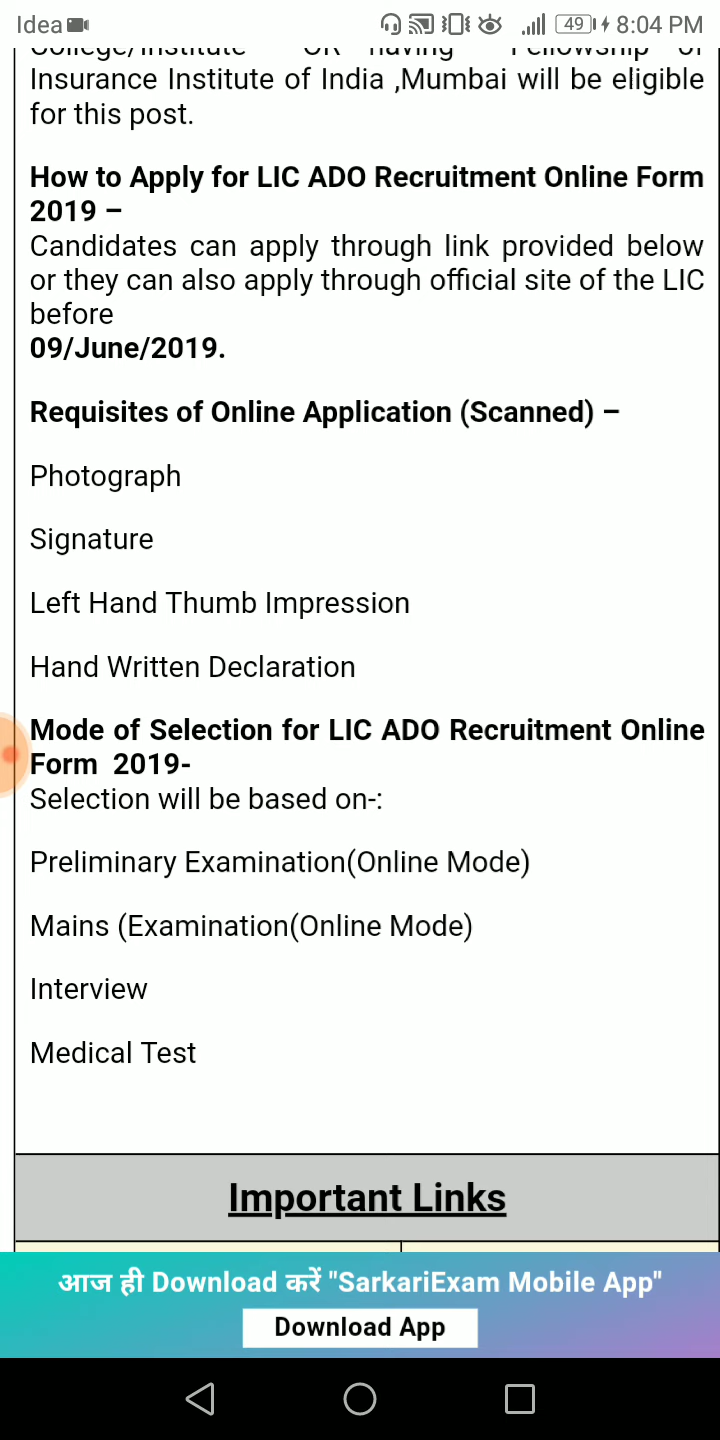 Idea 49 8:04 PM
Insurance Institute of India ,Mumbai will be eligible
for this post.
How to Apply for LIC ADO Recruitment Online Form
2019 –
Candidates can apply through link provided below
or they can also apply through official site of the LIC
before
09/June/2019.
Requisites of Online Application (Scanned) –
Photograph
Signature
Left Hand Thumb Impression
Hand Written Declaration
Mode of Selection for LIC ADO Recruitment Online
Form 2019-
Selection will be based on-:
Preliminary Examination(Online Mode)
Mains (Examination(Online Mode)
Interview
Medical Test
Important Links
आज ही Download करें "SarkariExam Mobile App"
Download App